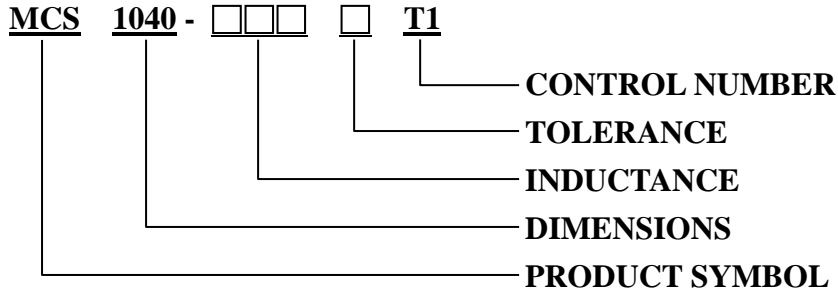 MCS 1040 - □□□ □ T1
CONTROL NUMBER
TOLERANCE
INDUCTANCE
DIMENSIONS
PRODUCT SYMBOL